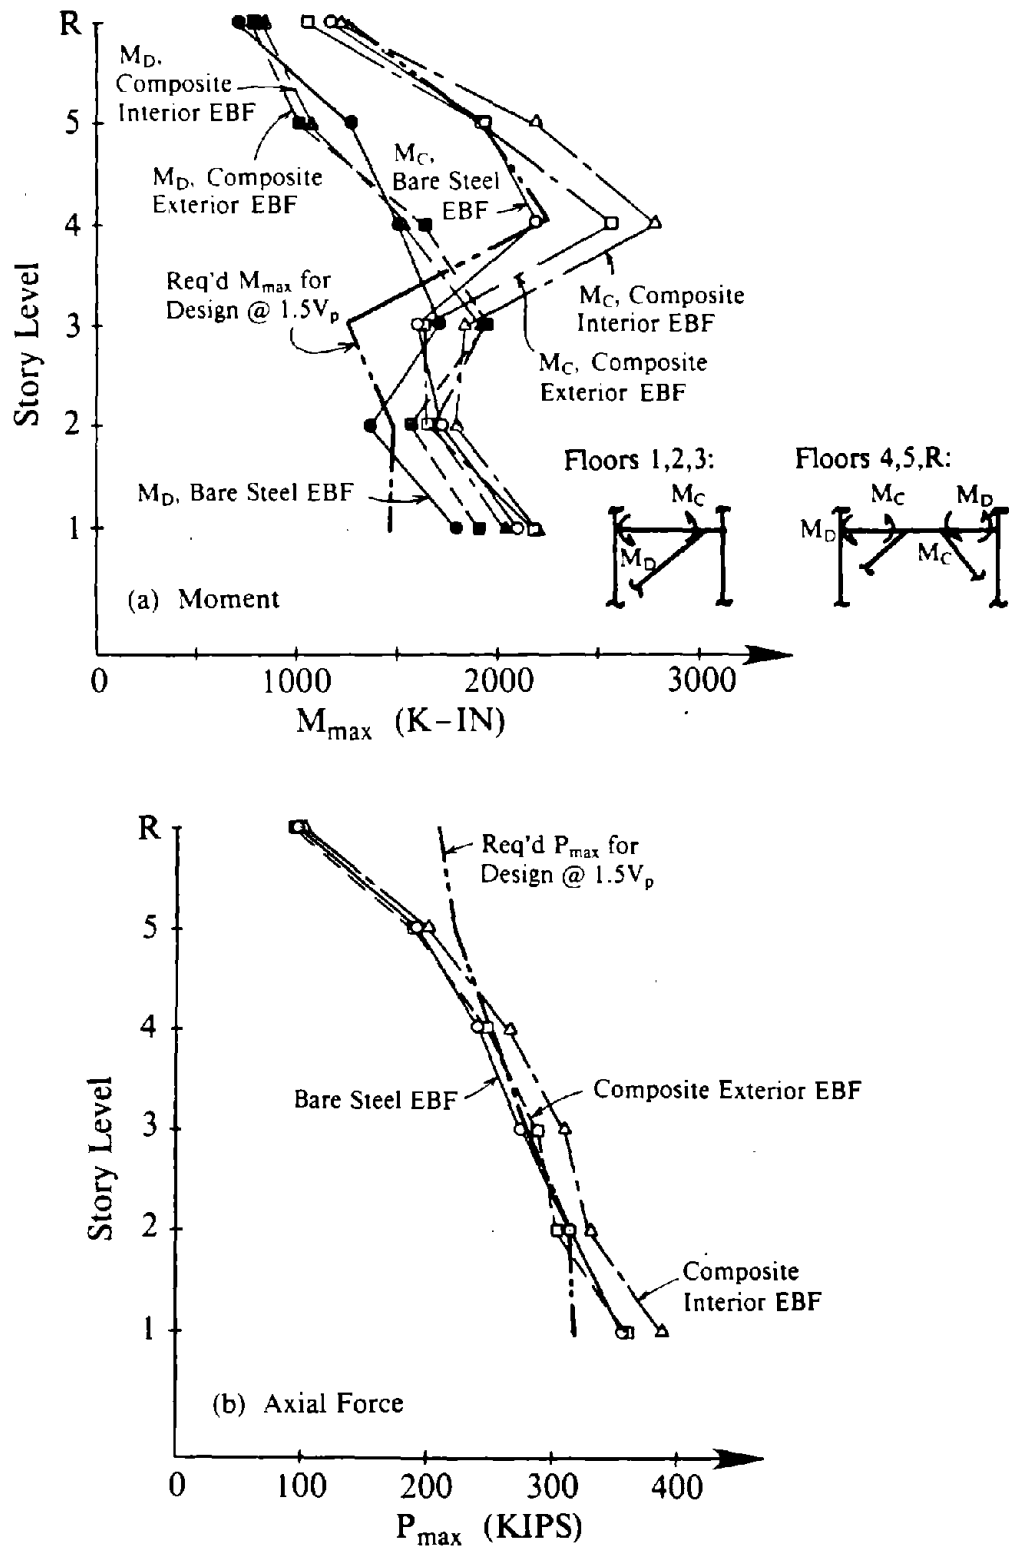 R
M_D,
Composite
Interior EBF
5
M_D, Composite
Exterior EBF
M_C,
Bare Steel
EBF
4
Req'd M_max for
Design @ 1.5V_p
M_C, Composite
Interior EBF
3
M_C, Composite
Exterior EBF
2
Story Level
M_D, Bare Steel EBF
1
(a) Moment
Floors 1,2,3:
M_C
M_D
Floors 4,5,R:
M_C M_D
M_D
M_C
0 1000 2000 3000
M_max (K-IN)
R
Req'd P_max for
Design @ 1.5V_p
5
4
Bare Steel EBF
Composite Exterior EBF
3
Story Level
2
Composite
Interior EBF
1
(b) Axial Force
0 100 200 300 400
P_max (KIPS)